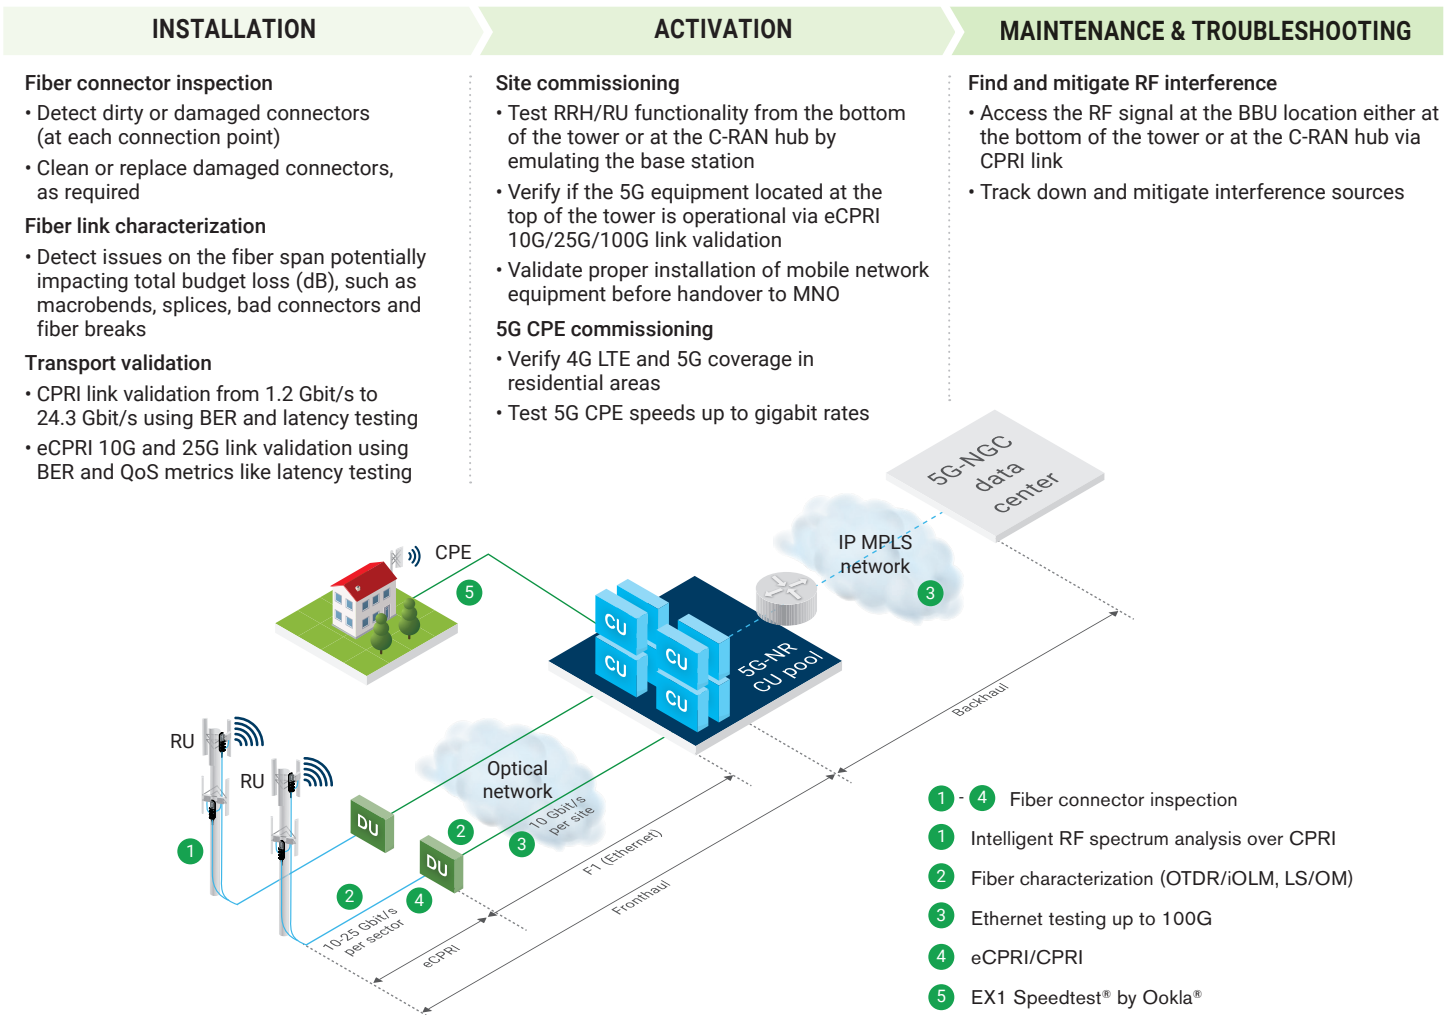 INSTALLATION
Fiber connector inspection
• Detect dirty or damaged connectors
(at each connection point)
• Clean or replace damaged connectors,
as required
Fiber link characterization
• Detect issues on the fiber span potentially
impacting total budget loss (dB), such as
macrobends, splices, bad connectors and
fiber breaks
Transport validation
• CPRI link validation from 1.2 Gbit/s to
24.3 Gbit/s using BER and latency testing
• eCPRI 10G and 25G link validation using
BER and QoS metrics like latency testing
ACTIVATION
Site commissioning
• Test RRH/RU functionality from the bottom
of the tower or at the C-RAN hub by
emulating the base station
• Verify if the 5G equipment located at the
top of the tower is operational via eCPRI
10G/25G/100G link validation
• Validate proper installation of mobile network
equipment before handover to MNO
5G CPE commissioning
• Verify 4G LTE and 5G coverage in
residential areas
• Test 5G CPE speeds up to gigabit rates
MAINTENANCE & TROUBLESHOOTING
Find and mitigate RF interference
• Access the RF signal at the BBU location either at
the bottom of the tower or at the C-RAN hub via
CPRI link
• Track down and mitigate interference sources
5G-NGC
data
center
IP MPLS
network
3
CPE
5
CU
CU
CU
CU
5G-NR
CU pool
Backhaui
RU
RU
1
DU
DU
Optical
network
10 Gbit/s
per site
2
3
2
4
10-25 Gbit/s
per sector
eCPRI
F1 (Ethernet)
Fronthaui
1 - 4 Fiber connector inspection
1 Intelligent RF spectrum analysis over CPRI
2 Fiber characterization (OTDR/iOLM, LS/OM)
3 Ethernet testing up to 100G
4 eCPRI/CPRI
5 EX1 Speedtest® by Ookla®